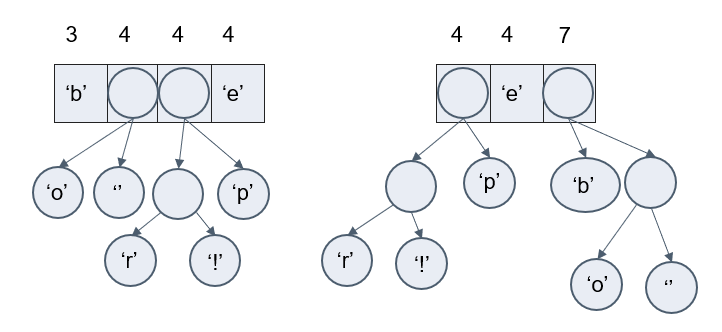 3 4 4 4 4 4 7
‘b’ ‘e’ ‘e’
‘o’ ‘’ ‘p’ ‘p’ ‘b’
‘r’ ‘!’ ‘r’ ‘!’ ‘o’ ‘’